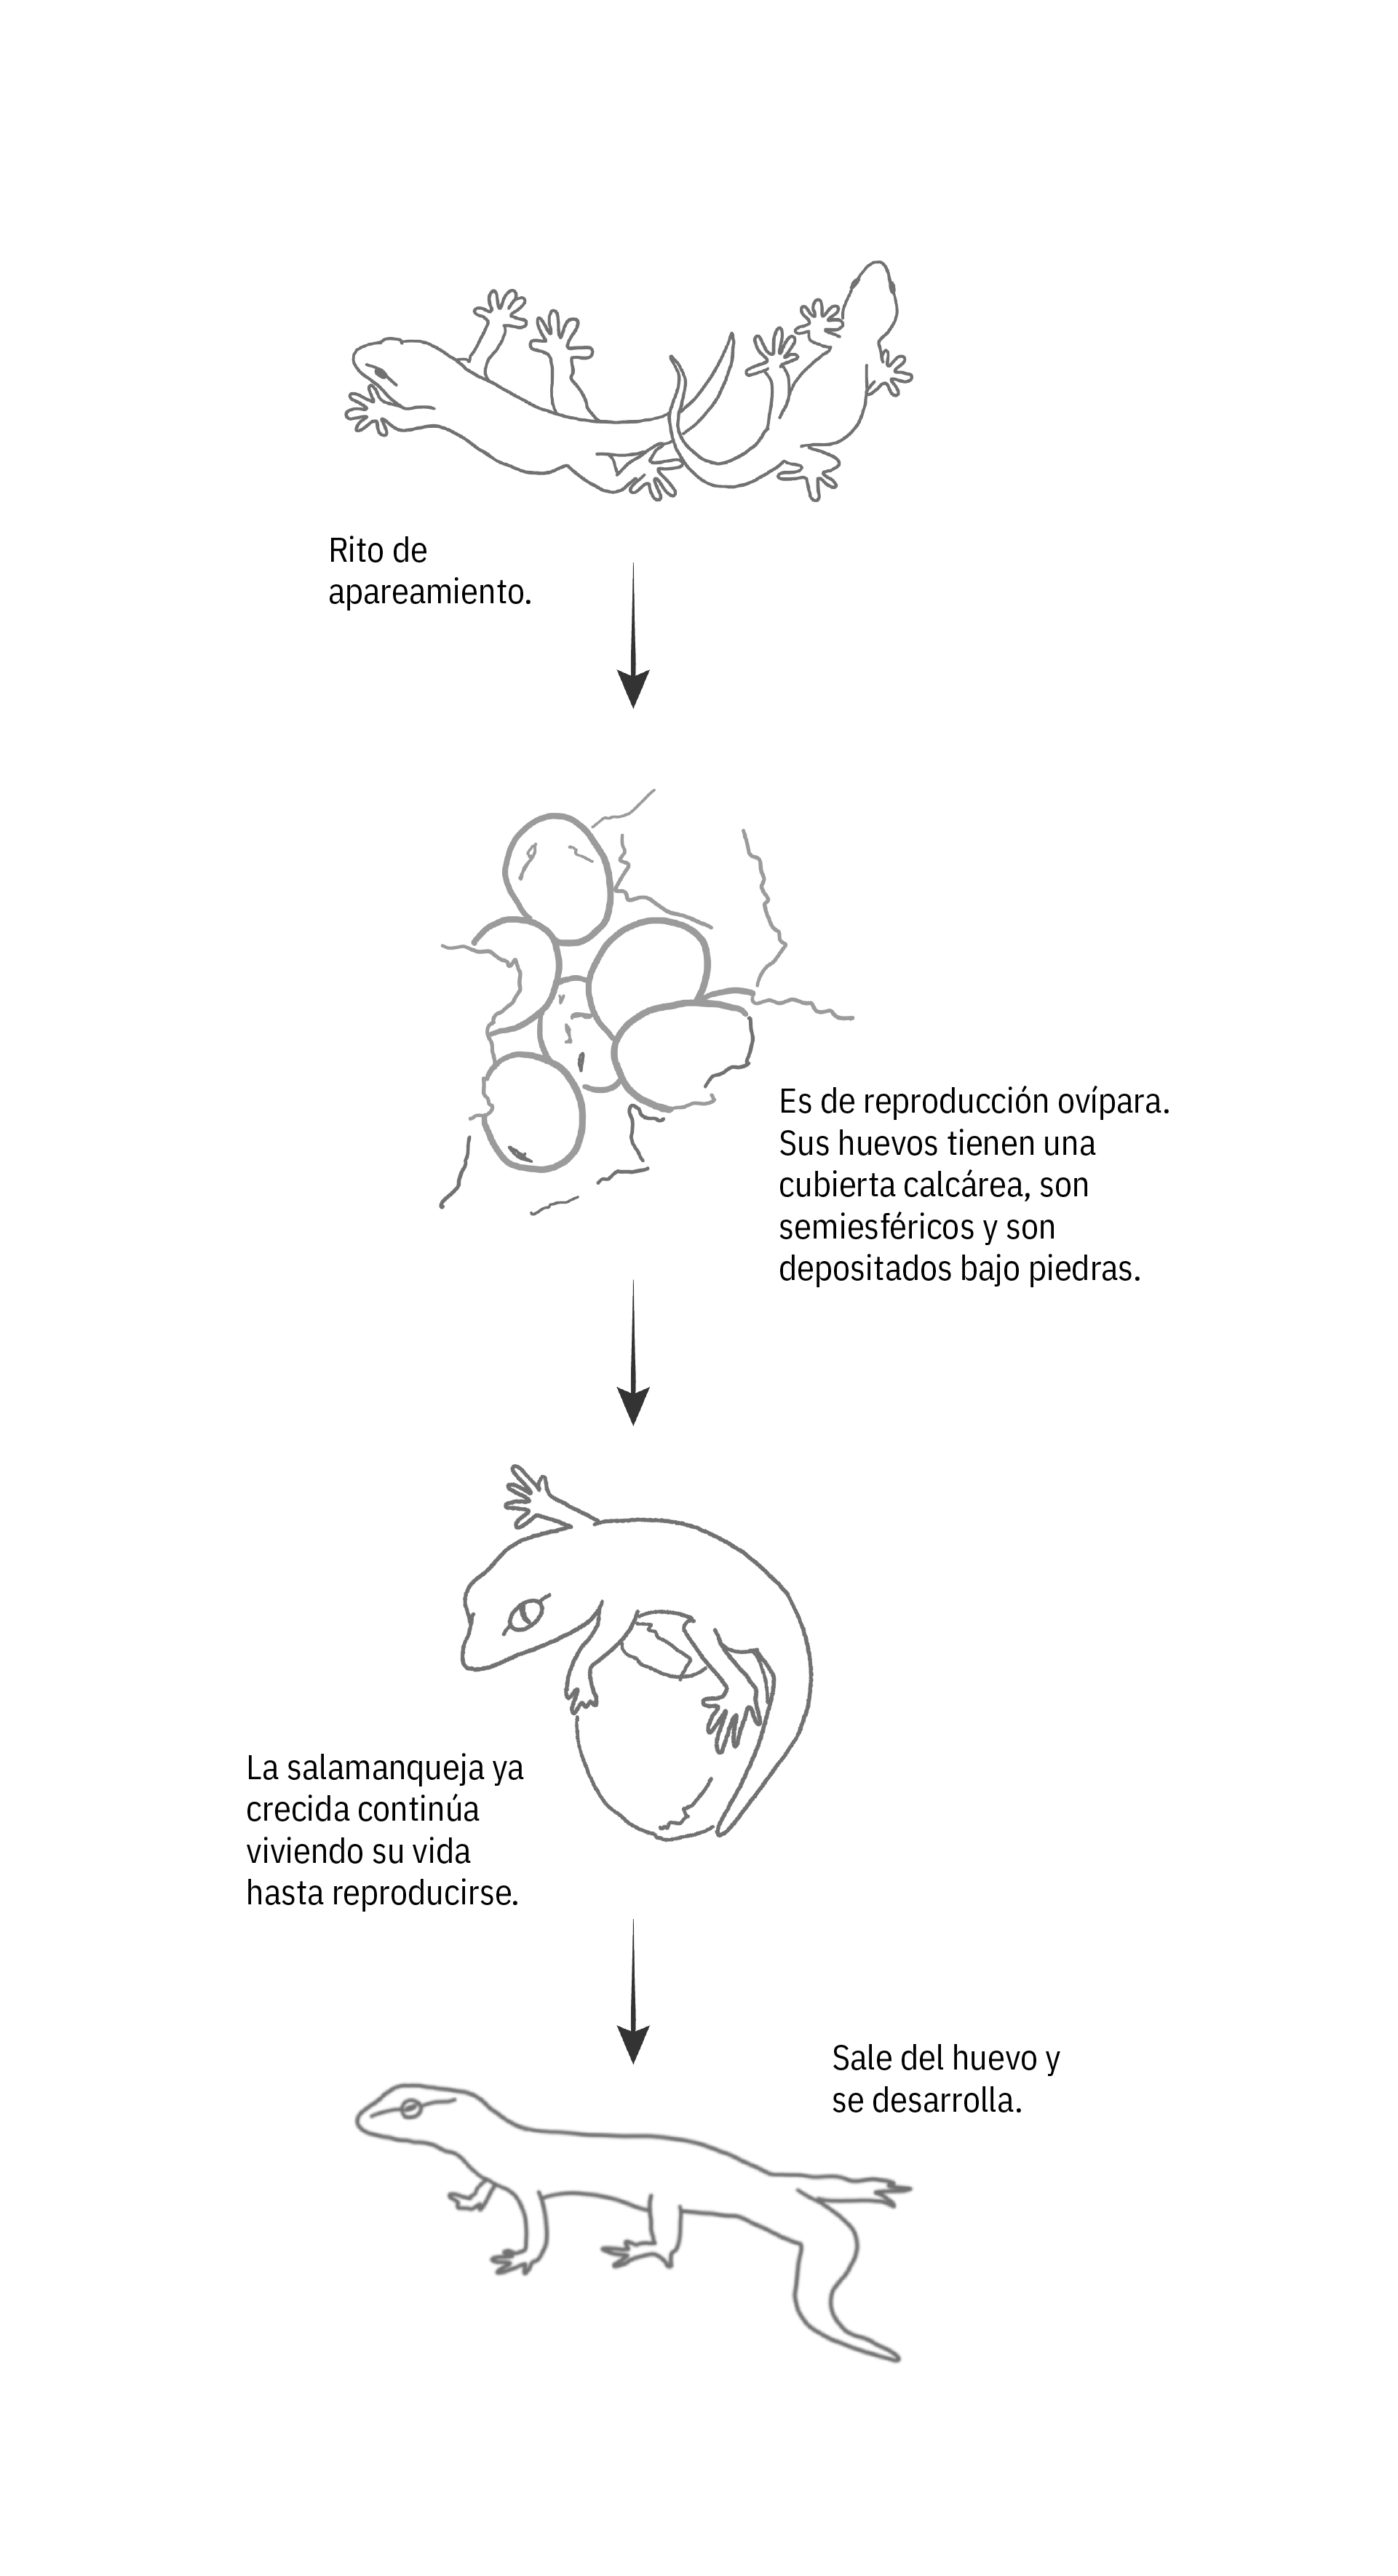 Rito de
apareamiento.
Es de reproducción ovípara.
Sus huevos tienen una
cubierta calcárea, son
semiesféricos y son
depositados bajo piedras.
La salamanqueja ya
crecida continúa
viviendo su vida
hasta reproducirse.
Sale del huevo y
se desarrolla.